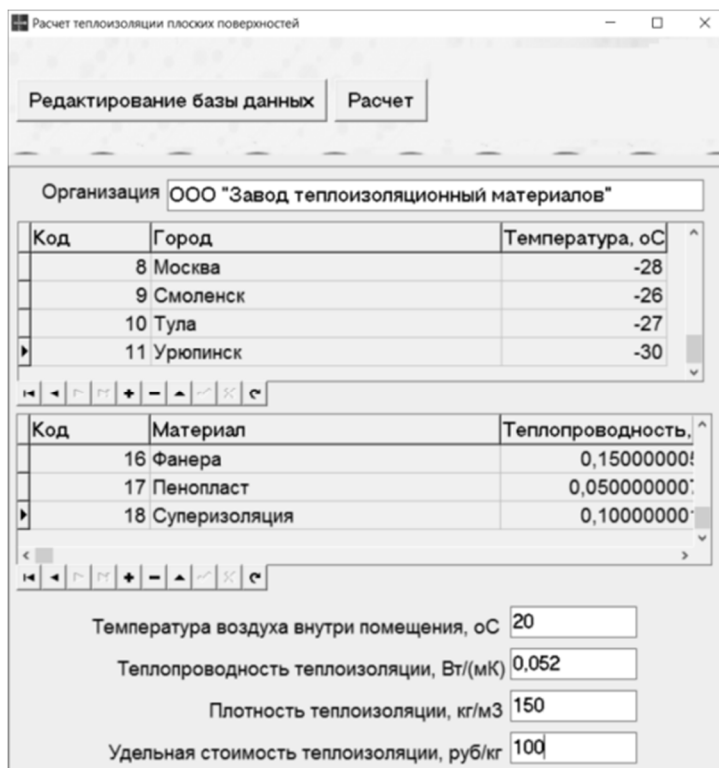 Расчет теплоизоляции плоских поверхностей
Редактирование базы данных Расчет
Организация ООО "Завод теплоизоляционный материалов"
Код Город Температура, оС
8 Москва -28
9 Смоленск -26
10 Тула -27
11 Урюпинск -30
Код Материал Теплопроводность,
16 Фанера 0,150000005
17 Пенопласт 0,0500000007
18 Суперизоляция 0,100000001
Температура воздуха внутри помещения, оС 20
Теплопроводность теплоизоляции, Вт/(мК) 0,052
Плотность теплоизоляции, кг/м3 150
Удельная стоимость теплоизоляции, руб/кг 100